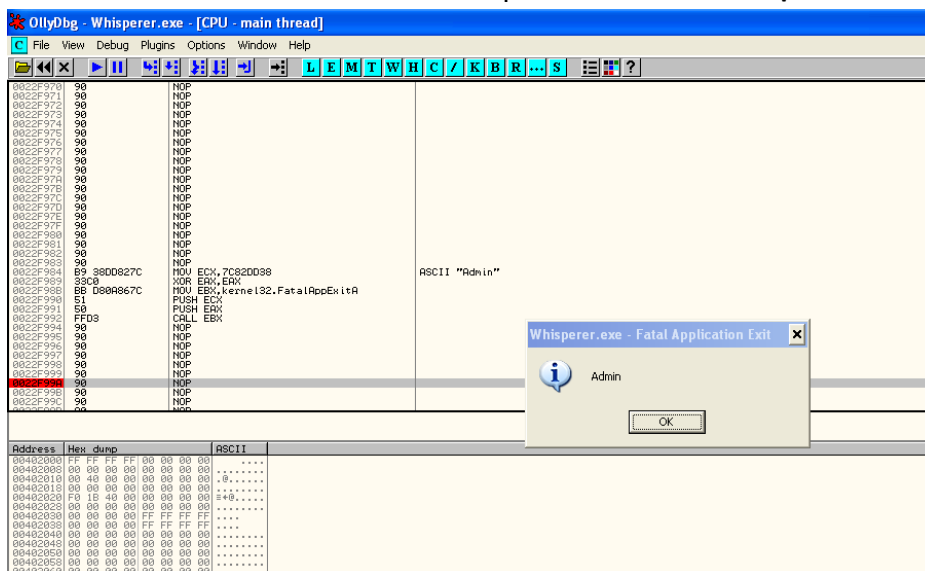 OllyDbg - Whisperer.exe - [CPU - main thread]
C File View Debug Plugins Options Window Help
L E M T W H C / K B R ... S ?
0022F970 90 NOP
0022F971 90 NOP
0022F972 90 NOP
0022F973 90 NOP
0022F974 90 NOP
0022F975 90 NOP
0022F976 90 NOP
0022F977 90 NOP
0022F978 90 NOP
0022F979 90 NOP
0022F97A 90 NOP
0022F97B 90 NOP
0022F97C 90 NOP
0022F97D 90 NOP
0022F97E 90 NOP
0022F97F 90 NOP
0022F980 90 NOP
0022F981 90 NOP
0022F982 90 NOP
0022F983 90 NOP
0022F984 B9 38DD827C MOV ECX,7C82DD38 ASCII "Admin"
0022F989 33C0 XOR EAX,EAX
0022F98B BB D80A867C MOV EBX,kernel32.FatalAppExitA
0022F990 51 PUSH ECX
0022F991 50 PUSH EAX
0022F992 FFD3 CALL EBX
0022F994 90 NOP
0022F995 90 NOP
0022F996 90 NOP
0022F997 90 NOP
0022F998 90 NOP
0022F999 90 NOP
0022F99A 90 NOP
0022F99B 90 NOP
0022F99C 90 NOP
Whisperer.exe - Fatal Application Exit
Admin
OK
Address Hex dump ASCII
00402000 FF FF FF FF 00 00 00 00 ....
00402008 00 00 00 00 00 00 00 00 ........
00402010 00 40 00 00 00 00 00 00 .@......
00402018 00 00 00 00 00 00 00 00 ........
00402020 F0 1B 40 00 00 00 00 00 ≡←@.....
00402028 00 00 00 00 00 00 00 00 ........
00402030 00 00 00 00 FF FF FF FF ....
00402038 00 00 00 00 FF FF FF FF ....
00402040 00 00 00 00 00 00 00 00 ........
00402048 00 00 00 00 00 00 00 00 ........
00402050 00 00 00 00 00 00 00 00 ........
00402058 00 00 00 00 00 00 00 00 ........